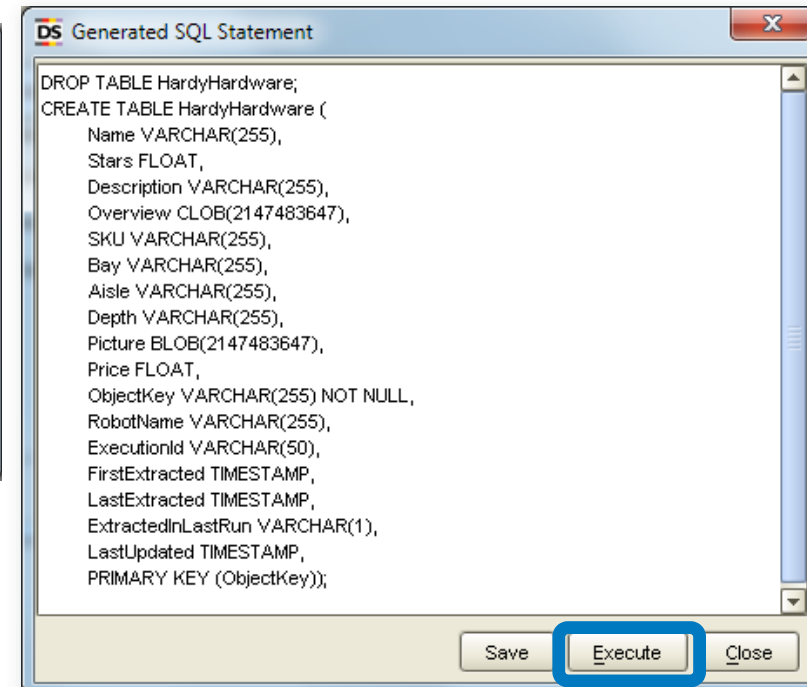 DS Generated SQL Statement
DROP TABLE HardyHardware;
CREATE TABLE HardyHardware (
Name VARCHAR(255),
Stars FLOAT,
Description VARCHAR(255),
Overview CLOB(2147483647),
SKU VARCHAR(255),
Bay VARCHAR(255),
Aisle VARCHAR(255),
Depth VARCHAR(255),
Picture BLOB(2147483647),
Price FLOAT,
ObjectKey VARCHAR(255) NOT NULL,
RobotName VARCHAR(255),
ExecutionId VARCHAR(50),
FirstExtracted TIMESTAMP,
LastExtracted TIMESTAMP,
ExtractedInLastRun VARCHAR(1),
LastUpdated TIMESTAMP,
PRIMARY KEY (ObjectKey));
Save Execute Close